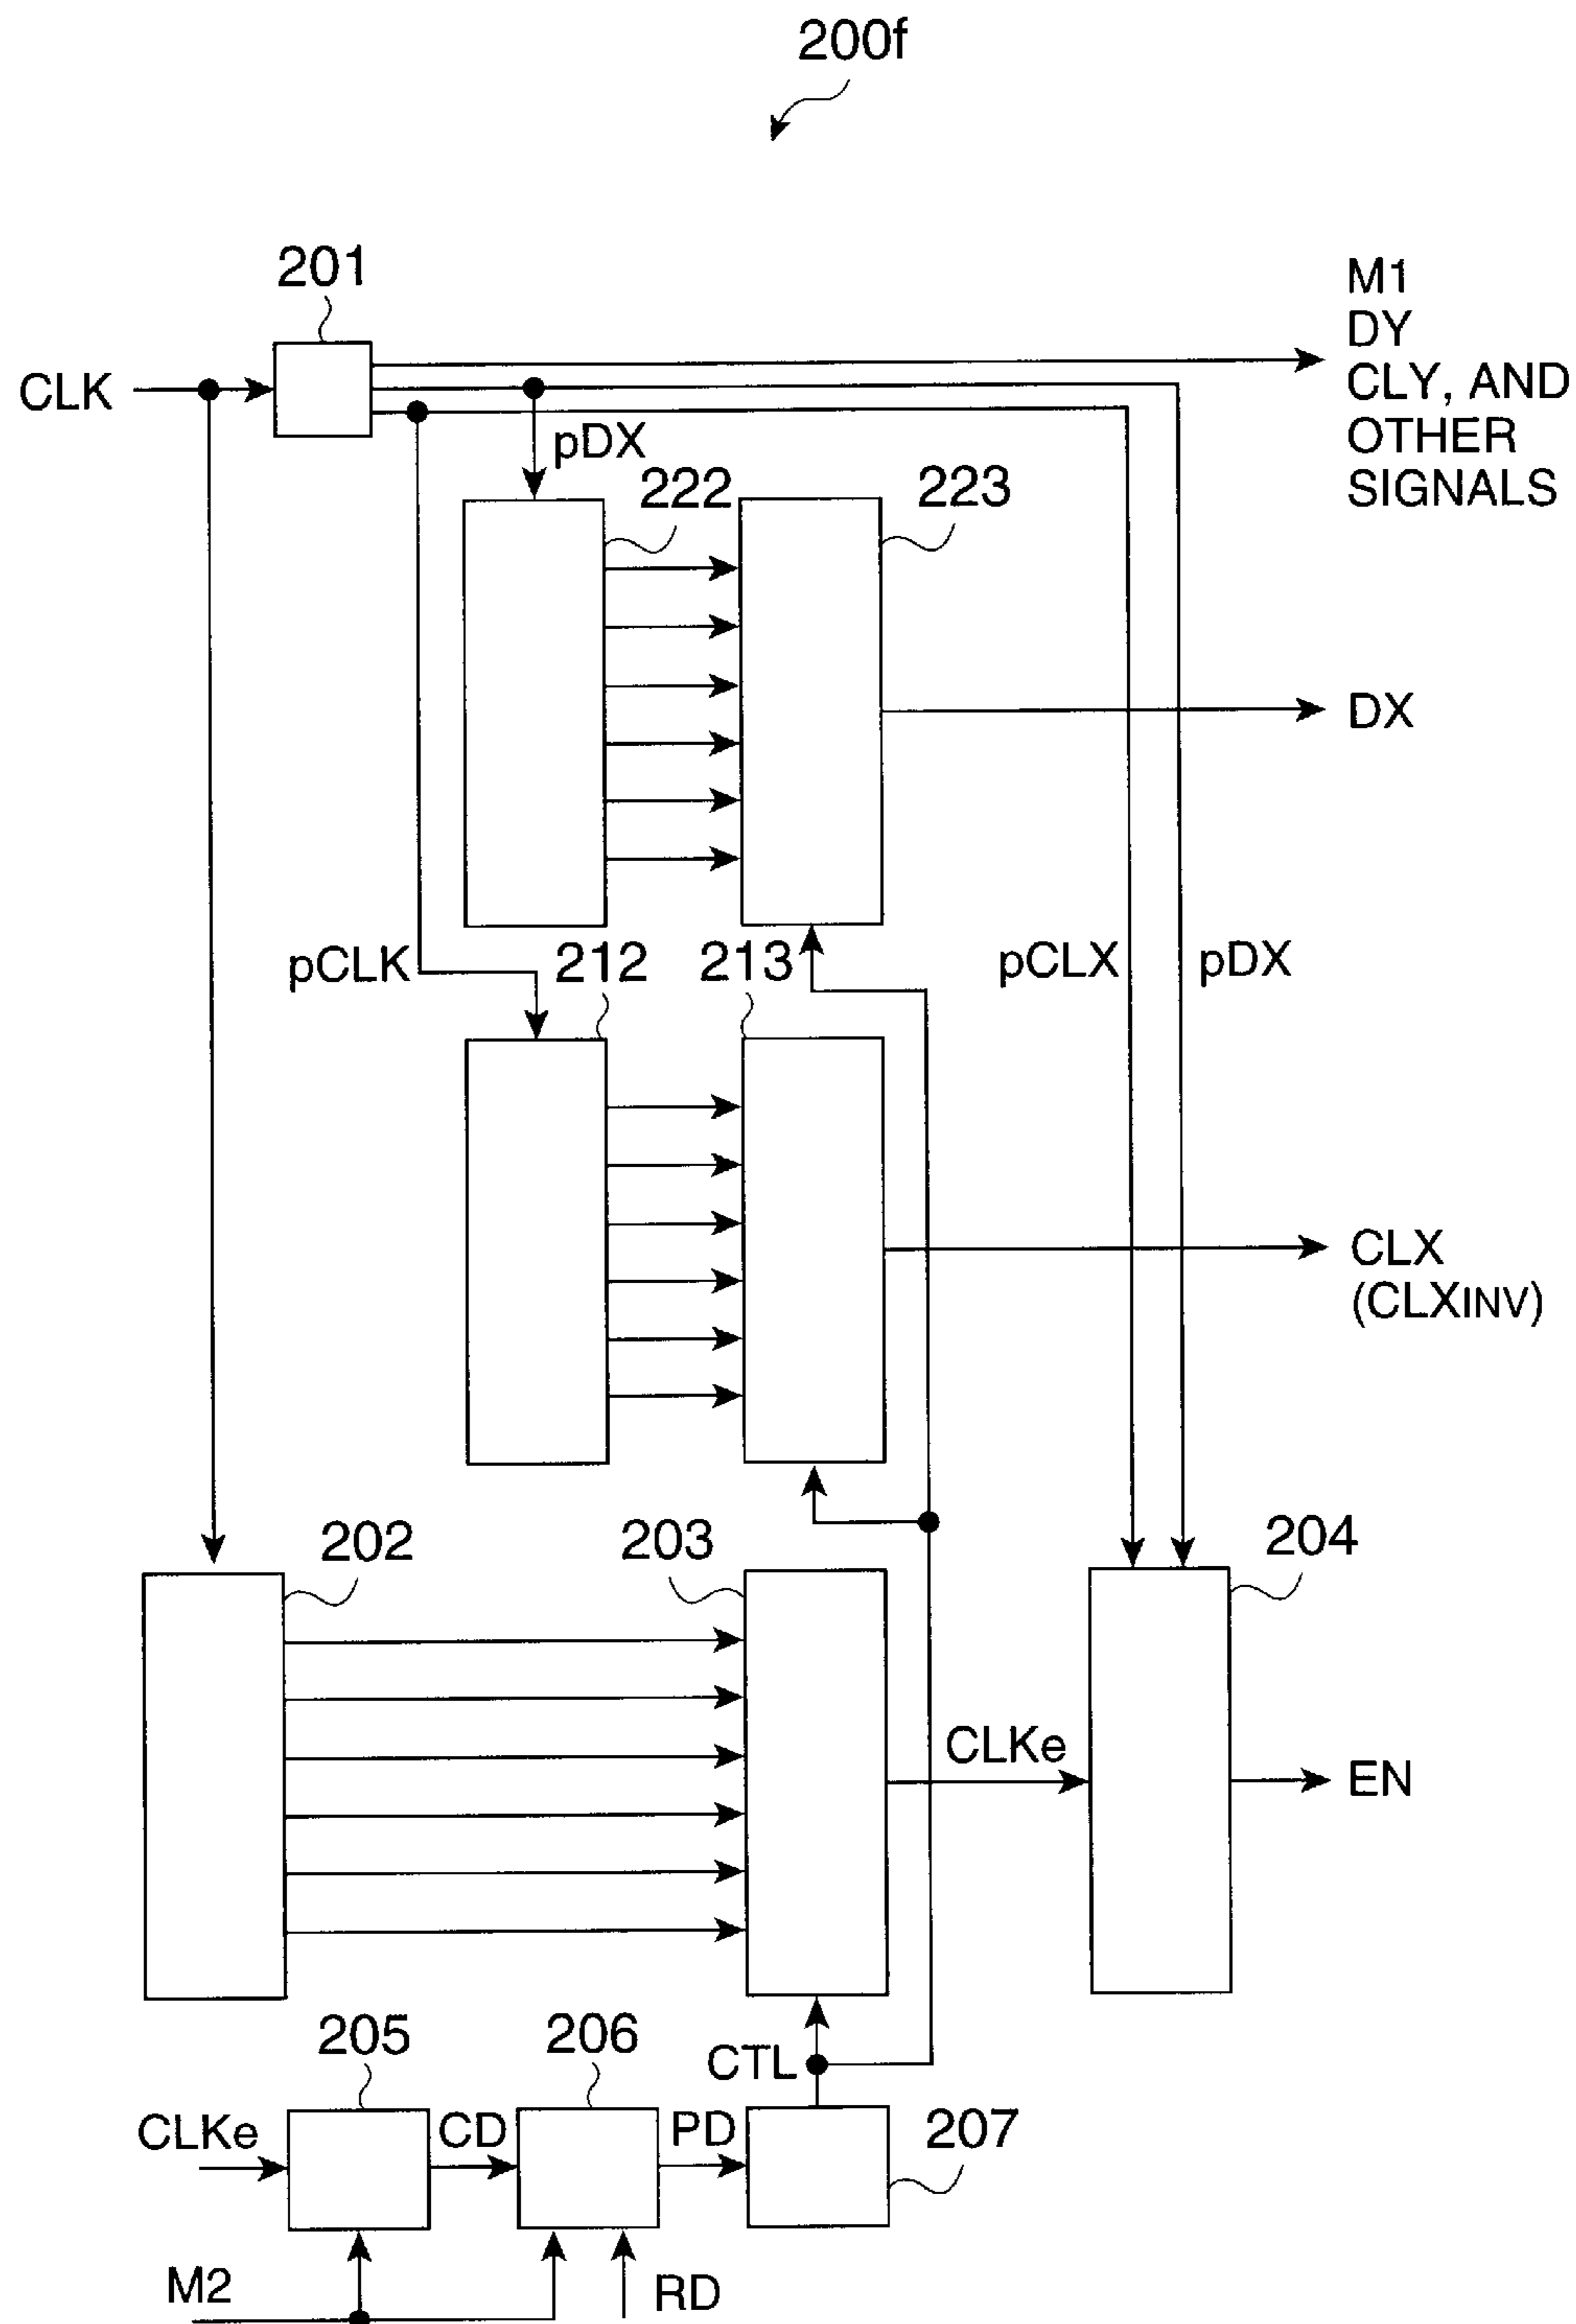 200f
201
M1
DY
CLY, AND
OTHER
SIGNALS
CLK
pDX
222
223
DX
pCLK
212
213
pCLX
pDX
CLX
(CLXINV)
202
203
204
CLKe
EN
205
206
CTL
CLKe
CD
PD
207
M2
RD